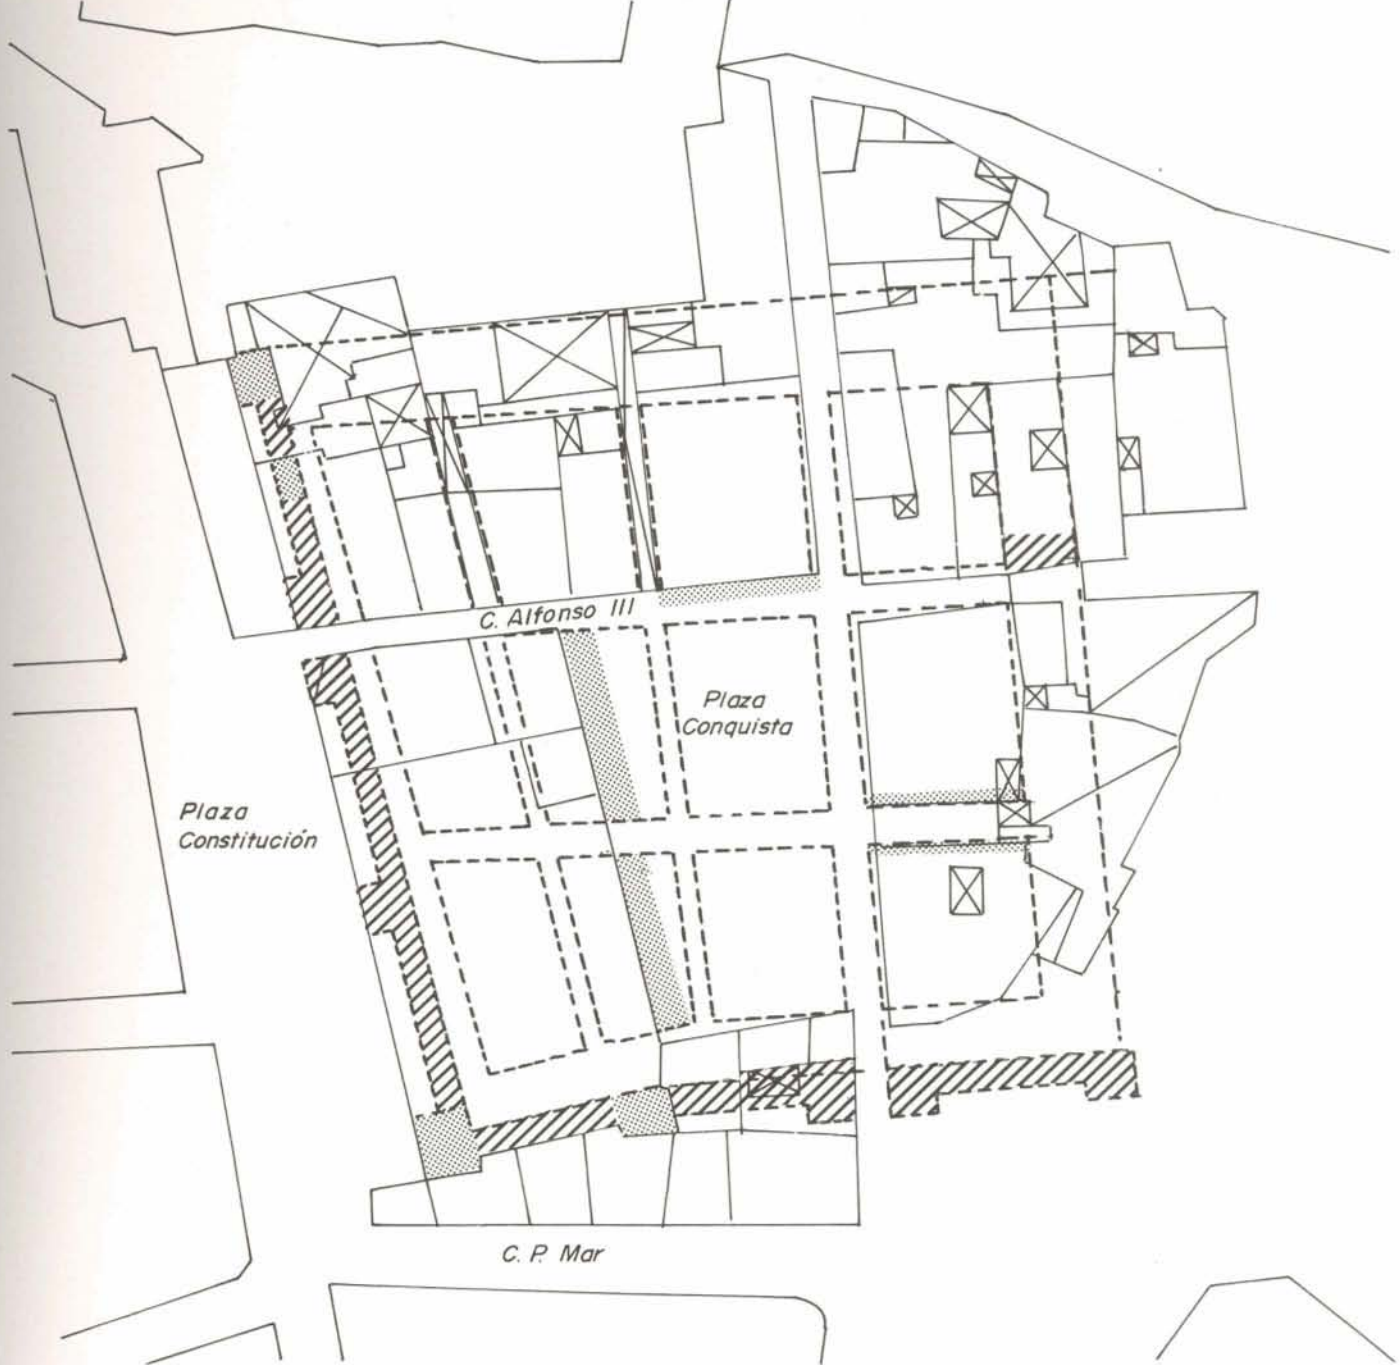 C. Alfonso III
Plaza
Conquista
Plaza
Constitución
C. P. Mar